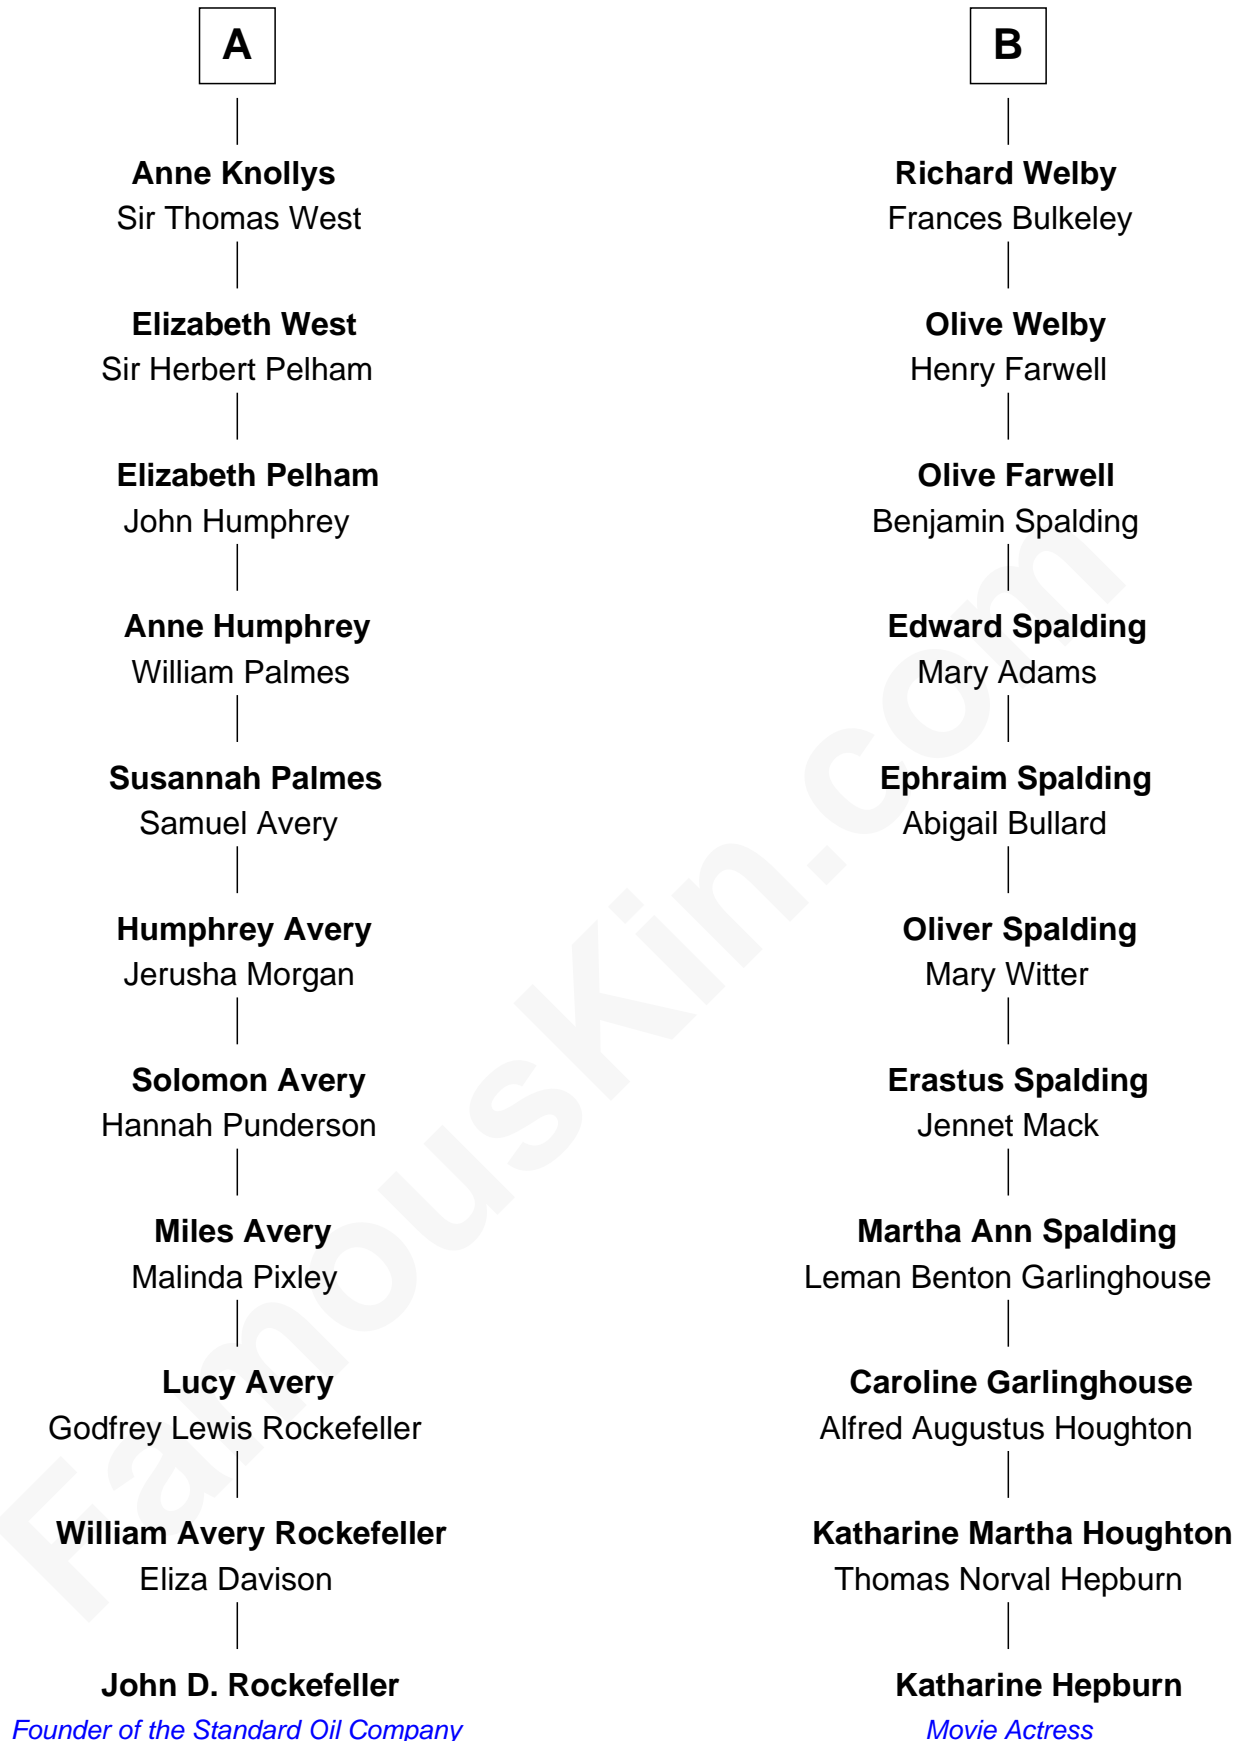 A
Anne Knollys
Sir Thomas West
Elizabeth West
Sir Herbert Pelham
Elizabeth Pelham
John Humphrey
Anne Humphrey
William Palmes
Susannah Palmes
Samuel Avery
Humphrey Avery
Jerusha Morgan
Solomon Avery
Hannah Punderson
Miles Avery
Malinda Pixley
Lucy Avery
Godfrey Lewis Rockefeller
William Avery Rockefeller
Eliza Davison
John D. Rockefeller
Founder of the Standard Oil Company
B
Richard Welby
Frances Bulkeley
Olive Welby
Henry Farwell
Olive Farwell
Benjamin Spalding
Edward Spalding
Mary Adams
Ephraim Spalding
Abigail Bullard
Oliver Spalding
Mary Witter
Erastus Spalding
Jennet Mack
Martha Ann Spalding
Leman Benton Garlinghouse
Caroline Garlinghouse
Alfred Augustus Houghton
Katharine Martha Houghton
Thomas Norval Hepburn
Katharine Hepburn
Movie Actress
FamousKin.com